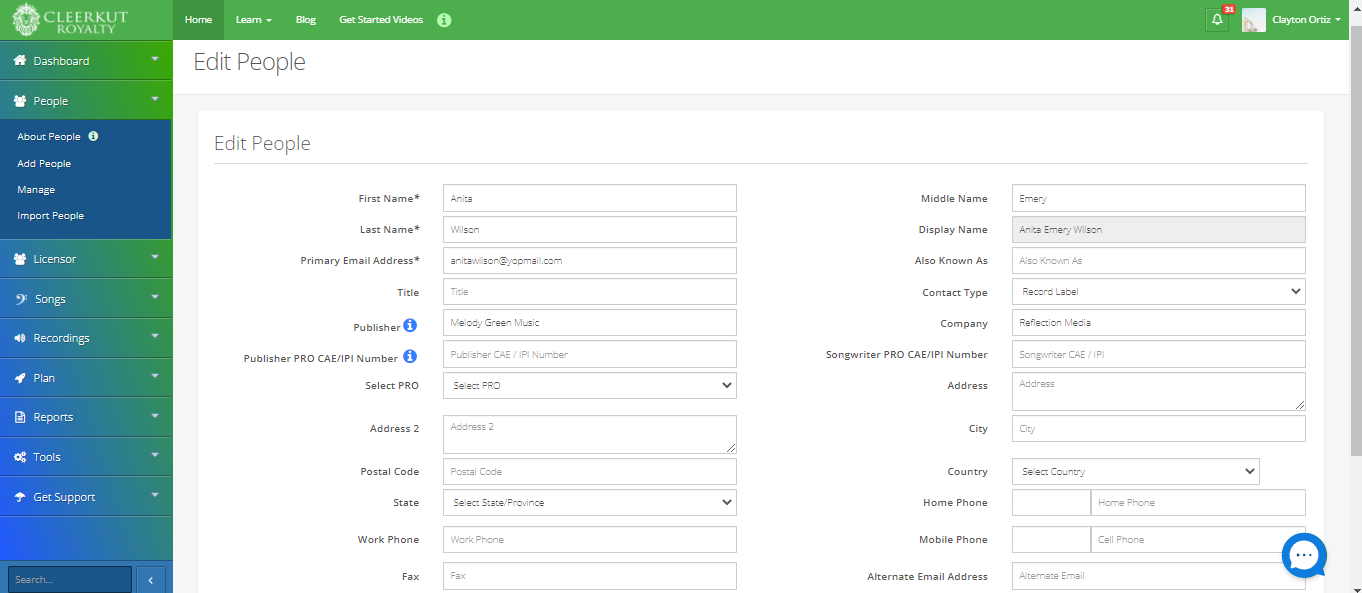 CLEERKUT
ROYALTY
Home
Learn
Blog
Get Started Videos
31
Clayton Ortiz
Dashboard
People
About People
Add People
Manage
Import People
Licensor
Songs
Recordings
Plan
Reports
Tools
Get Support
Search...
Edit People
Edit People
First Name* Anita
Middle Name Emery
Last Name* Wilson
Display Name Anita Emery Wilson
Primary Email Address* anitawilson@yopmail.com
Also Known As Also Known As
Title Title
Contact Type Record Label
Publisher Melody Green Music
Company Reflection Media
Publisher PRO CAE/IPI Number Publisher CAE / IPI Number
Songwriter PRO CAE/IPI Number Songwriter CAE / IPI
Select PRO Select PRO
Address Address
Address 2 Address 2
City City
Postal Code Postal Code
Country Select Country
State Select State/Province
Home Phone Home Phone
Work Phone Work Phone
Mobile Phone Cell Phone
Fax Fax
Alternate Email Address Alternate Email